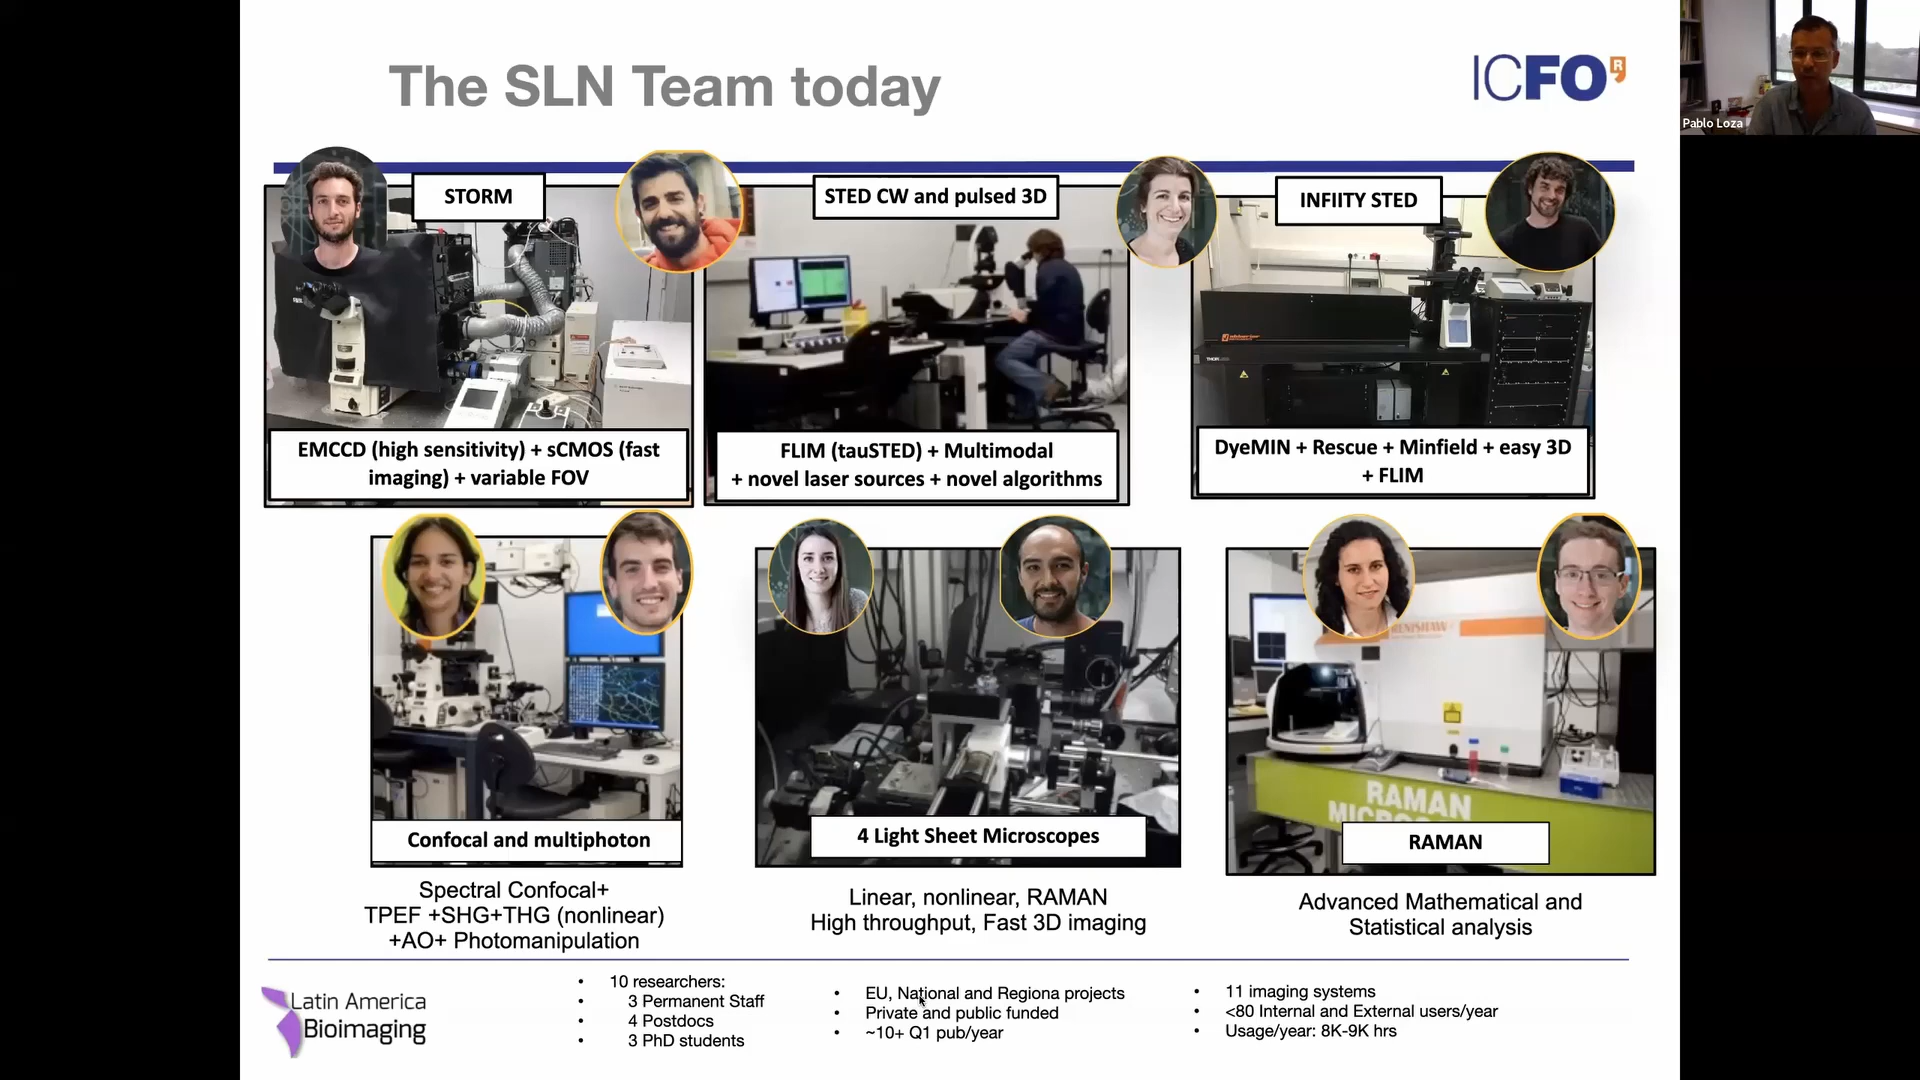 The SLN Team today
ICFO
R
Pablo Loza
STORM
STED CW and pulsed 3D
INFIITY STED
EMCCD (high sensitivity) + sCMOS (fast
imaging) + variable FOV
FLIM (tauSTED) + Multimodal
+ novel laser sources + novel algorithms
DyeMIN + Rescue + Minfield + easy 3D
+ FLIM
RENISHAW
RAMAN
Confocal and multiphoton
4 Light Sheet Microscopes
RAMAN
Spectral Confocal+
TPEF +SHG+THG (nonlinear)
+AO+ Photomanipulation
Linear, nonlinear, RAMAN
High throughput, Fast 3D imaging
Advanced Mathematical and
Statistical analysis
Latin America
Bioimaging
• 10 researchers:
• 3 Permanent Staff
• 4 Postdocs
• 3 PhD students
• EU, National and Regiona projects
• Private and public funded
• ~10+ Q1 pub/year
• 11 imaging systems
• <80 Internal and External users/year
• Usage/year: 8K-9K hrs